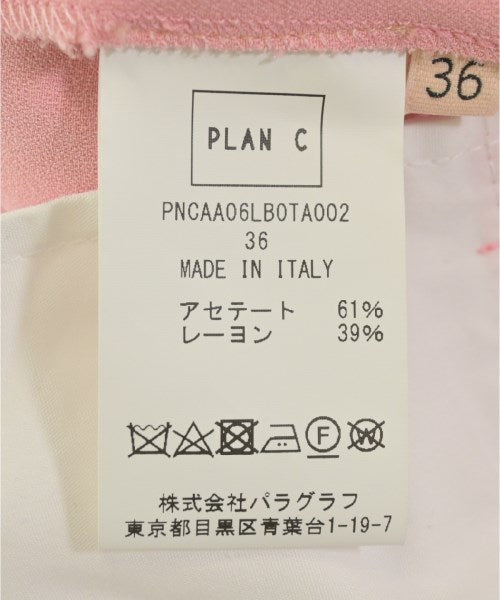 36
PLAN C
PNCAA06LB0TA002
36
MADE IN ITALY
アセテート 61%
レーヨン 39%
F W
株式会社パラグラフ
東京都目黒区青葉台1-19-7